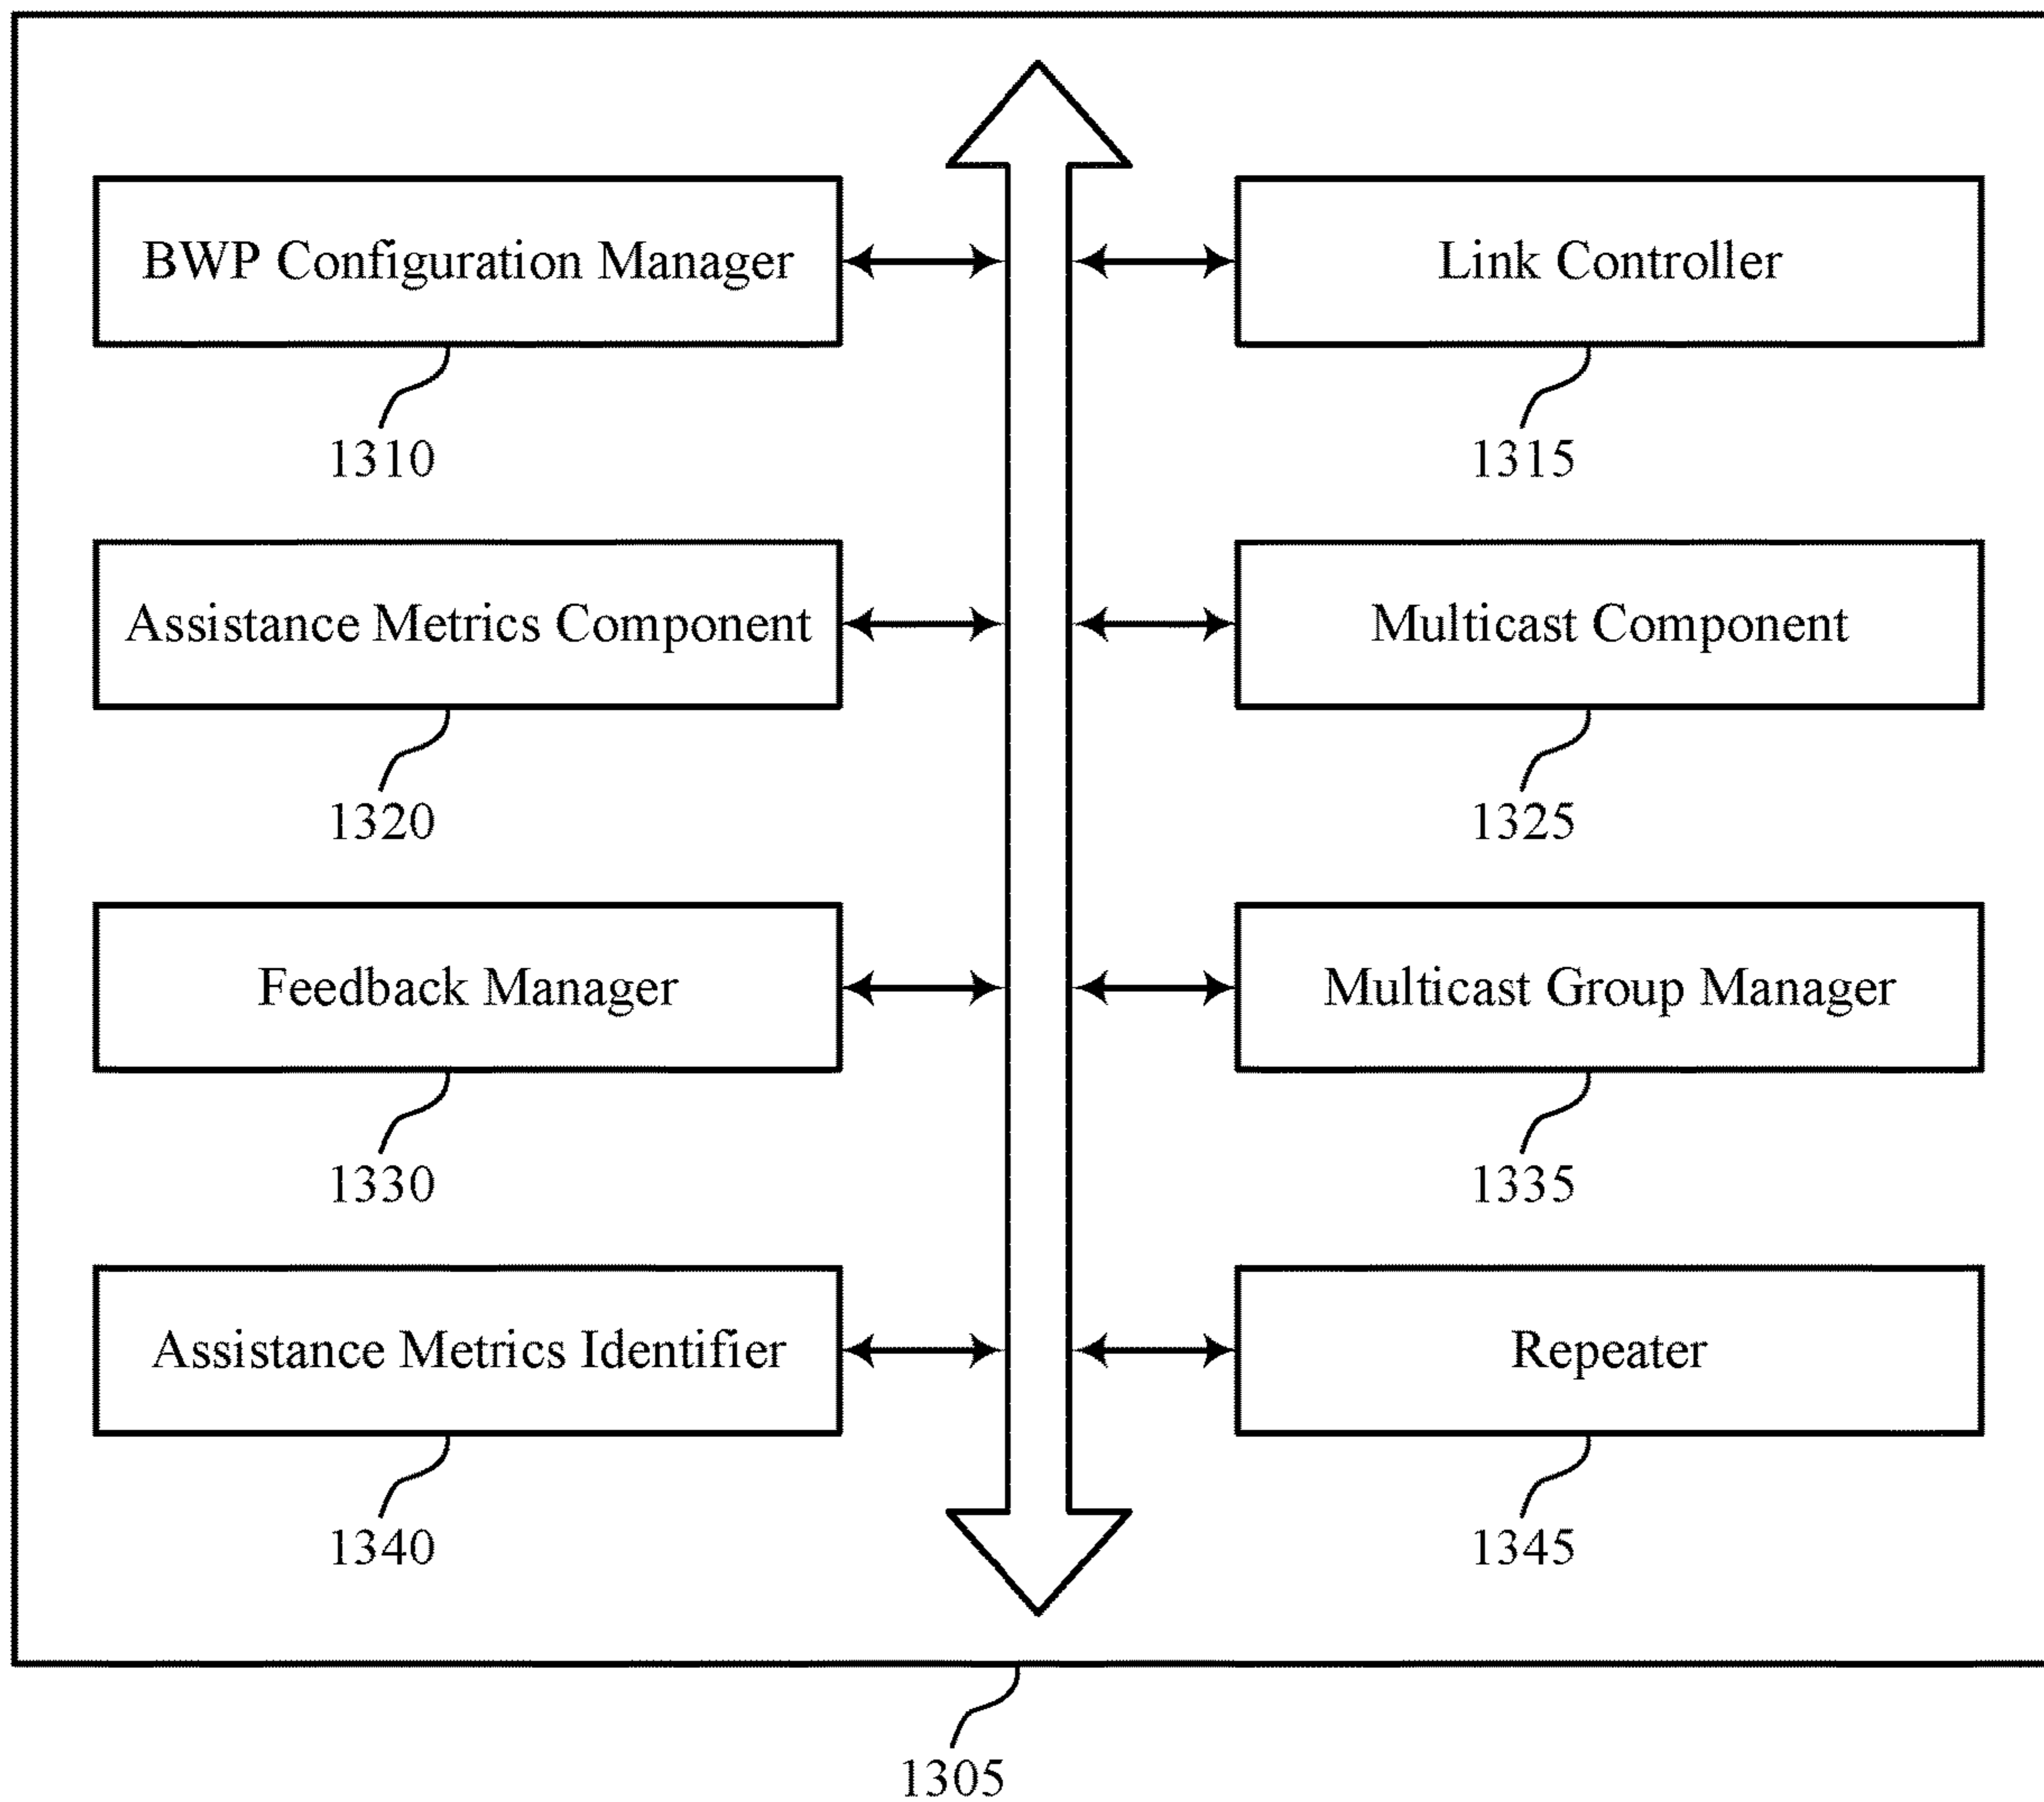 BWP Configuration Manager
Link Controller
1310
1315
Assistance Metrics Component
Multicast Component
1320
1325
Feedback Manager
Multicast Group Manager
1330
1335
Assistance Metrics Identifier
Repeater
1340
1345
1305